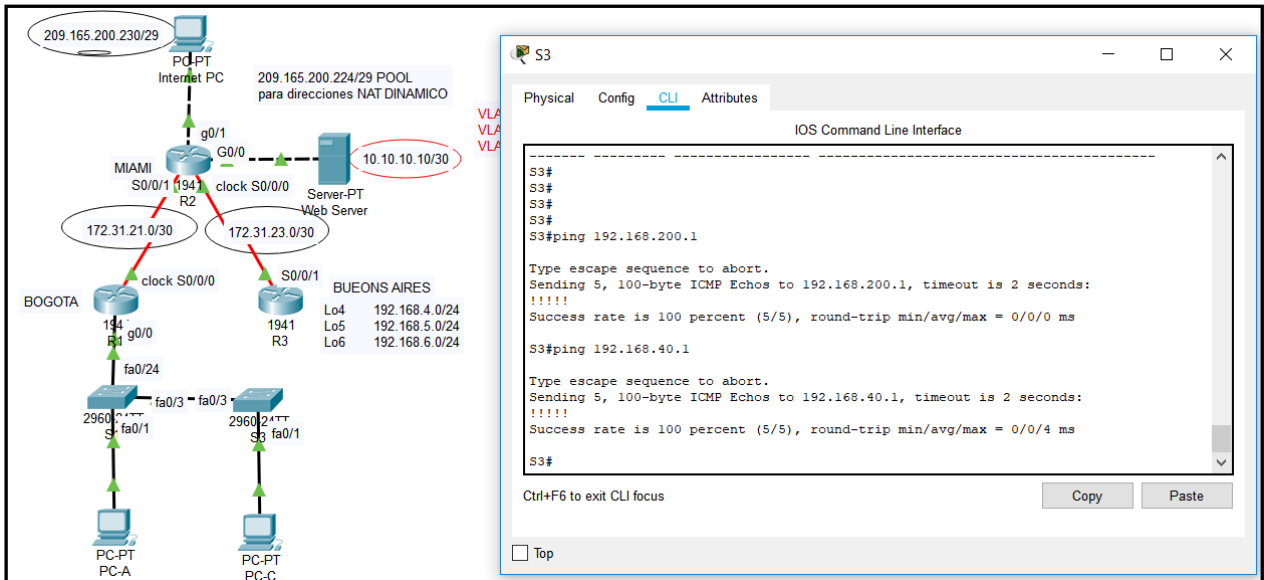 209.165.200.230/29
PC-PT
Internet PC
209.165.200.224/29 POOL
para direcciones NAT DINAMICO
VLA
VLA
VLA
g0/1
G0/0
MIAMI
10.10.10.10/30
S0/0/1
1941
clock S0/0/0
R2
Server-PT
Web Server
172.31.21.0/30
172.31.23.0/30
clock S0/0/0
S0/0/1
BUEONS AIRES
BOGOTA
Lo4 192.168.4.0/24
Lo5 192.168.5.0/24
Lo6 192.168.6.0/24
194
g0/0
R1
1941
R3
fa0/24
fa0/3
fa0/3
fa0/1
S3
fa0/1
PC-PT
PC-A
PC-PT
PC-C
S3
Physical Config CLI Attributes
IOS Command Line Interface
------- --------- ------------------ --------------------------------------
S3#
S3#
S3#
S3#
S3#ping 192.168.200.1
Type escape sequence to abort.
Sending 5, 100-byte ICMP Echos to 192.168.200.1, timeout is 2 seconds:
!!!!!
Success rate is 100 percent (5/5), round-trip min/avg/max = 0/0/0 ms
S3#ping 192.168.40.1
Type escape sequence to abort.
Sending 5, 100-byte ICMP Echos to 192.168.40.1, timeout is 2 seconds:
!!!!!
Success rate is 100 percent (5/5), round-trip min/avg/max = 0/0/4 ms
S3#
Ctrl+F6 to exit CLI focus
Copy
Paste
Top